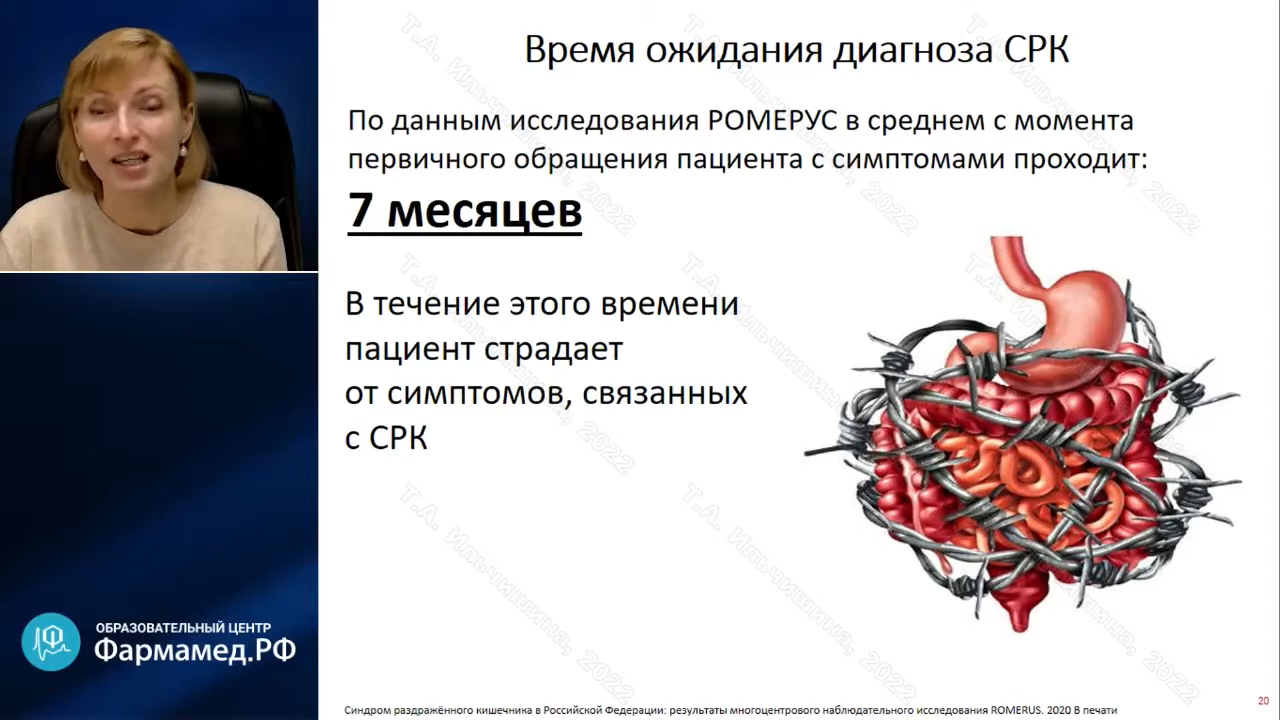 Время ожидания диагноза СРК
По данным исследования РОМЕРУС в среднем с момента
первичного обращения пациента с симптомами проходит:
7 месяцев
В течение этого времени
пациент страдает
от симптомов, связанных
с СРК
ОБРАЗОВАТЕЛЬНЫЙ ЦЕНТР
Фармамед.РФ
Синдром раздражённого кишечника в Российской Федерации: результаты многоцентрового наблюдательного исследования ROMERUS. 2020 В печати
20
Т.А. Ильчишина, 2022